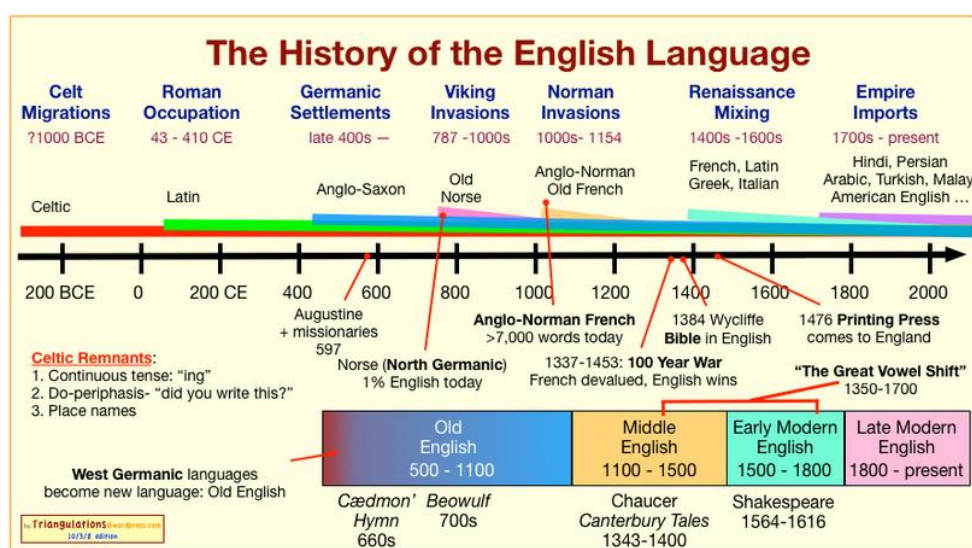 The History of the English Language
Celt
Migrations
?1000 BCE
Roman
Occupation
43 - 410 CE
Germanic
Settlements
late 400s —
Viking
Invasions
787 -1000s
Norman
Invasions
1000s- 1154
Renaissance
Mixing
1400s -1600s
Empire
Imports
1700s - present
Celtic
Latin
Anglo-Saxon
Old
Norse
Anglo-Norman
Old French
French, Latin
Greek, Italian
Hindi, Persian
Arabic, Turkish, Malay
American English ...
200 BCE
0
200 CE
400
600
800
1000
1200
1400
1600
1800
2000
Augustine
+ missionaries
597
Norse (North Germanic)
1% English today
Anglo-Norman French
>7,000 words today
1337-1453: 100 Year War
French devalued, English wins
1384 Wycliffe
Bible in English
1476 Printing Press
comes to England
Celtic Remnants:
1. Continuous tense: “ing”
2. Do-periphasis- “did you write this?”
3. Place names
“The Great Vowel Shift”
1350-1700
West Germanic languages
become new language: Old English
Old
English
500 - 1100
Middle
English
1100 - 1500
Early Modern
English
1500 - 1800
Late Modern
English
1800 - present
Cædmon’
Hymn
660s
Beowulf
700s
Chaucer
Canterbury Tales
1343-1400
Shakespeare
1564-1616
by Triangulations@wordpress.com
10/3/8 edition